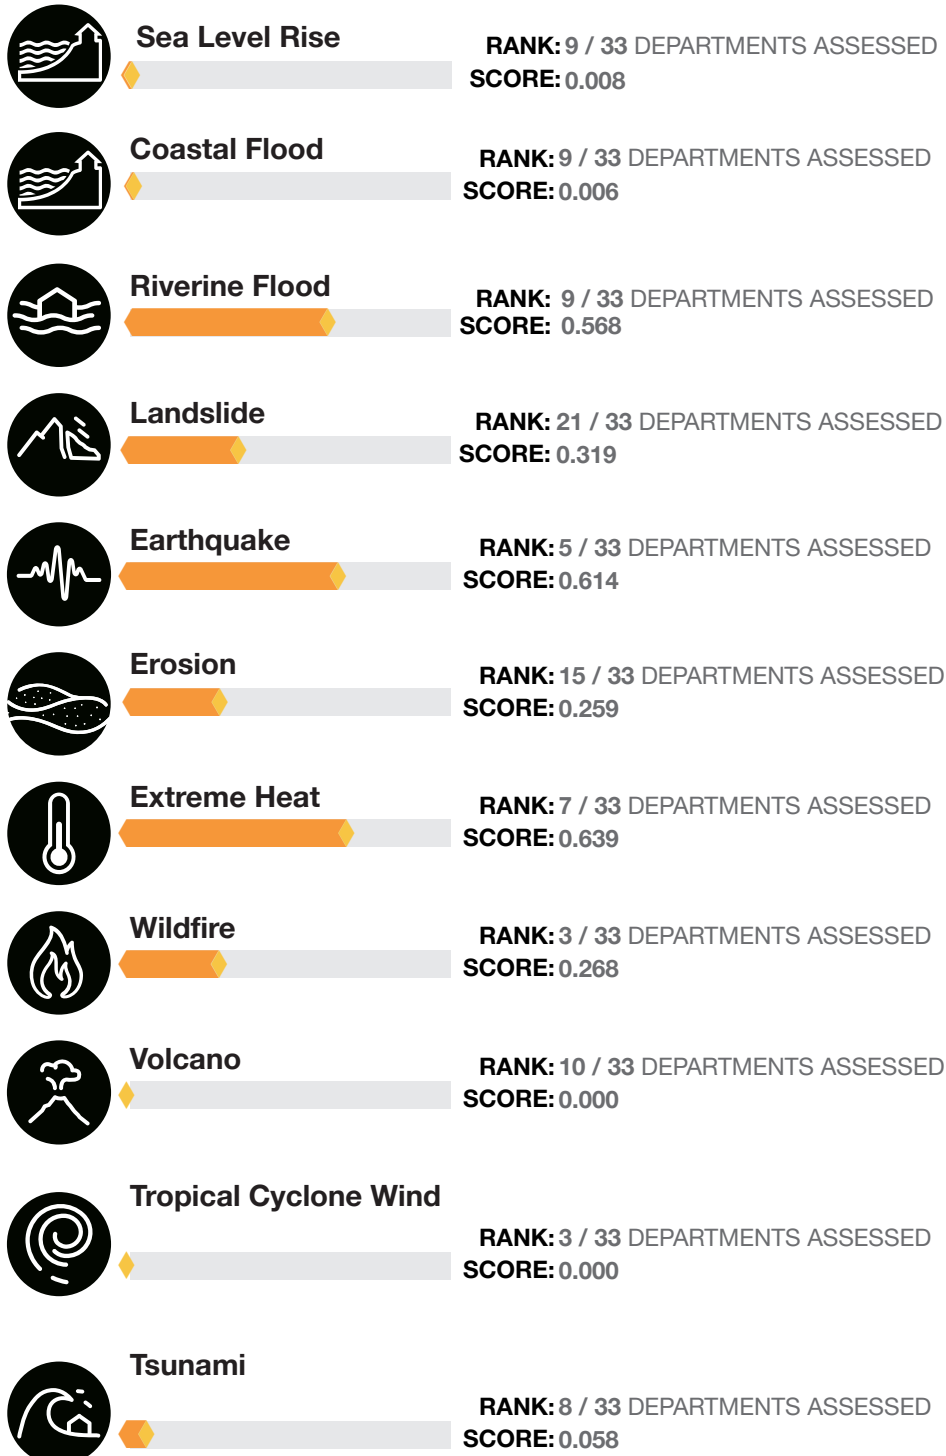 Sea Level Rise
RANK: 9 / 33 DEPARTMENTS ASSESSED
SCORE: 0.008
Coastal Flood
RANK: 9 / 33 DEPARTMENTS ASSESSED
SCORE: 0.006
Riverine Flood
RANK: 9 / 33 DEPARTMENTS ASSESSED
SCORE: 0.568
Landslide
RANK: 21 / 33 DEPARTMENTS ASSESSED
SCORE: 0.319
Earthquake
RANK: 5 / 33 DEPARTMENTS ASSESSED
SCORE: 0.614
Erosion
RANK: 15 / 33 DEPARTMENTS ASSESSED
SCORE: 0.259
Extreme Heat
RANK: 7 / 33 DEPARTMENTS ASSESSED
SCORE: 0.639
Wildfire
RANK: 3 / 33 DEPARTMENTS ASSESSED
SCORE: 0.268
Volcano
RANK: 10 / 33 DEPARTMENTS ASSESSED
SCORE: 0.000
Tropical Cyclone Wind
RANK: 3 / 33 DEPARTMENTS ASSESSED
SCORE: 0.000
Tsunami
RANK: 8 / 33 DEPARTMENTS ASSESSED
SCORE: 0.058